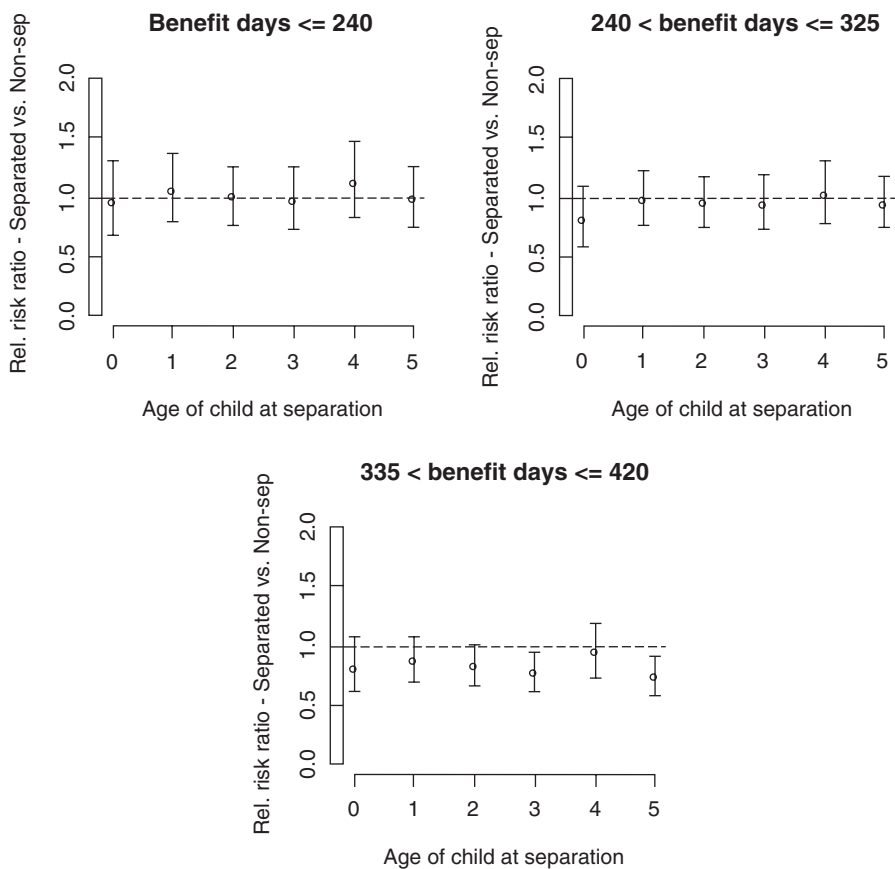 Benefit days <= 240
Rel. risk ratio - Separated vs. Non-sep
2.0
1.5
1.0
0.5
0.0
0 1 2 3 4 5
Age of child at separation
240 < benefit days <= 325
Rel. risk ratio - Separated vs. Non-sep
2.0
1.5
1.0
0.5
0.0
0 1 2 3 4 5
Age of child at separation
335 < benefit days <= 420
Rel. risk ratio - Separated vs. Non-sep
2.0
1.5
1.0
0.5
0.0
0 1 2 3 4 5
Age of child at separation